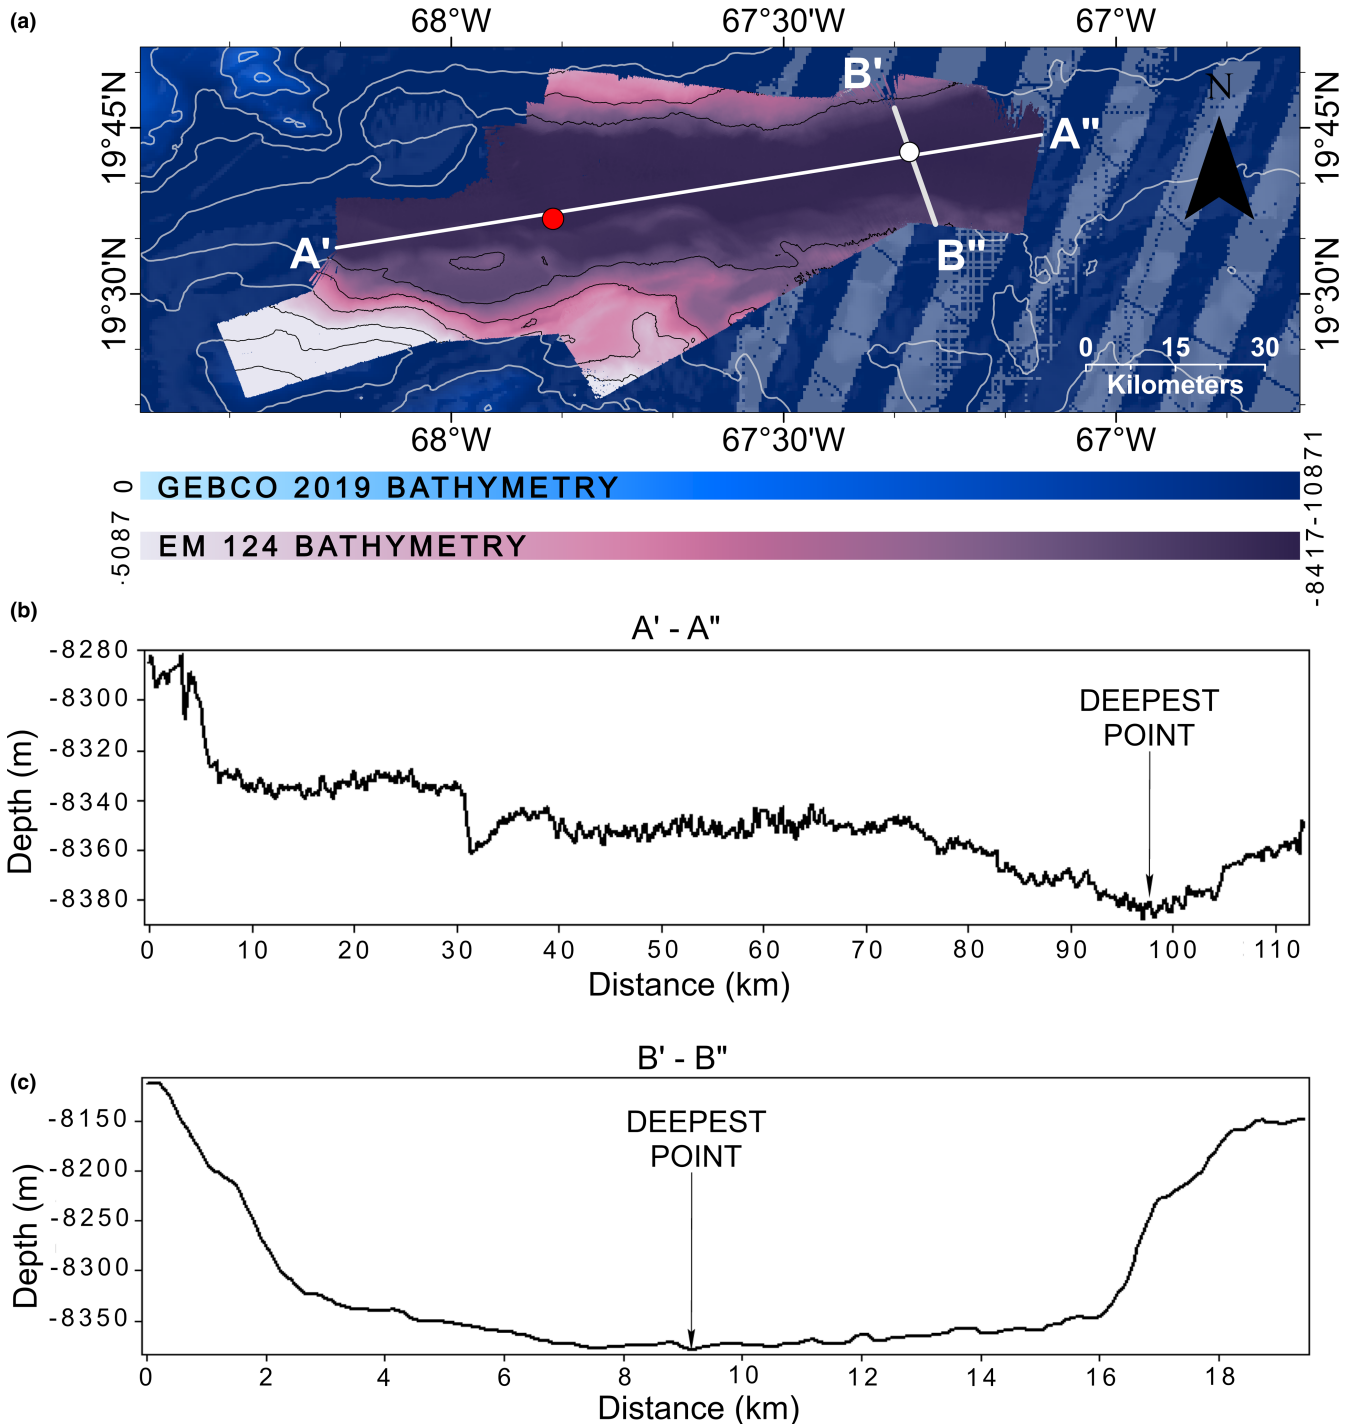 (a)
68°W 67°30'W 67°W
19°45'N
19°30'N
B'
A"
A'
B"
N
19°45'N
19°30'N
0 15 30
Kilometers
68°W 67°30'W 67°W
0 GEBCO 2019 BATHYMETRY -10871
-5087 EM 124 BATHYMETRY -8417
(b)
A' - A"
-8280
-8300
-8320
-8340
-8360
-8380
Depth (m)
DEEPEST
POINT
0 10 20 30 40 50 60 70 80 90 100 110
Distance (km)
B' - B"
(c)
-8150
-8200
-8250
-8300
-8350
Depth (m)
DEEPEST
POINT
0 2 4 6 8 10 12 14 16 18
Distance (km)